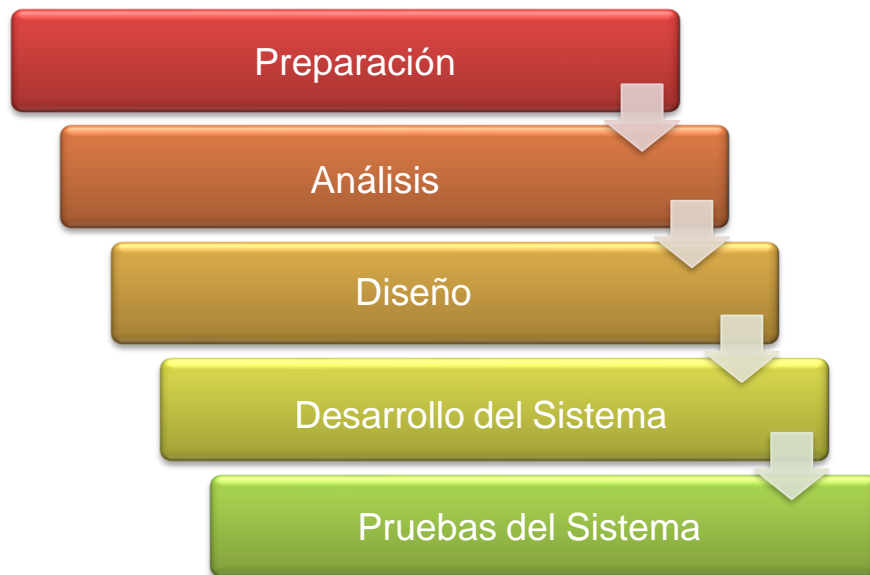 Preparación
Análisis
Diseño
Desarrollo del Sistema
Pruebas del Sistema